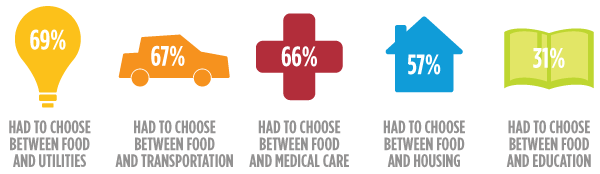 69%
HAD TO CHOOSE
BETWEEN FOOD
AND UTILITIES
67%
HAD TO CHOOSE
BETWEEN FOOD
AND TRANSPORTATION
66%
HAD TO CHOOSE
BETWEEN FOOD
AND MEDICAL CARE
57%
HAD TO CHOOSE
BETWEEN FOOD
AND HOUSING
31%
HAD TO CHOOSE
BETWEEN FOOD
AND EDUCATION